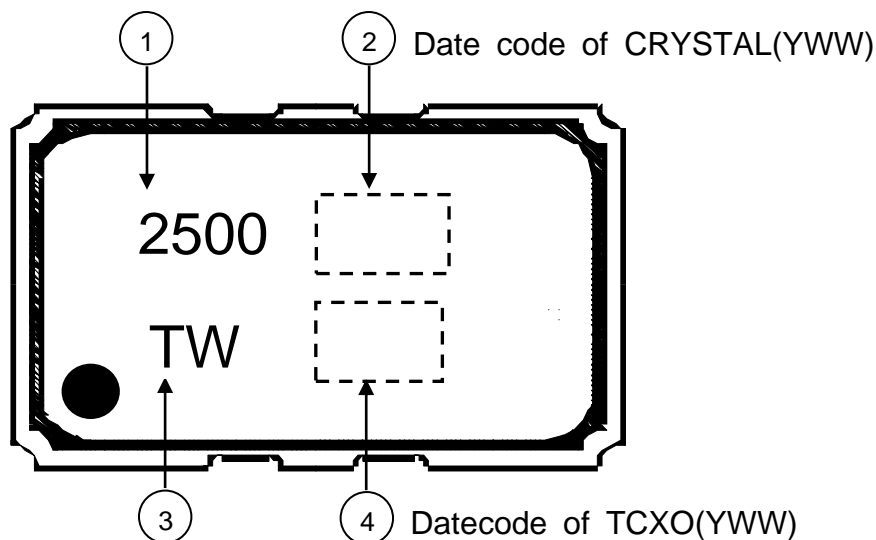 1
2 Date code of CRYSTAL(YWW)
2500
TW
3
4 Datecode of TCXO(YWW)